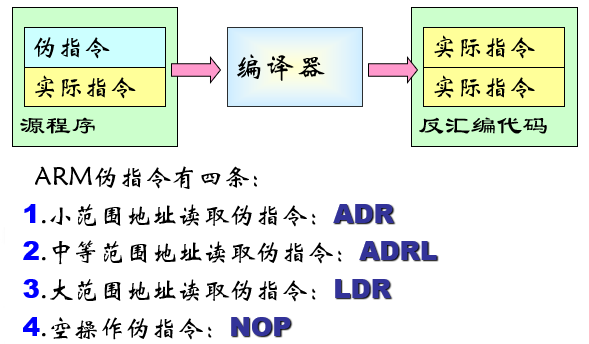 伪指令
实际指令
源程序
编译器
实际指令
实际指令
反汇编代码
ARM伪指令有四条：
1.小范围地址读取伪指令：ADR
2.中等范围地址读取伪指令：ADRL
3.大范围地址读取伪指令：LDR
4.空操作伪指令：NOP